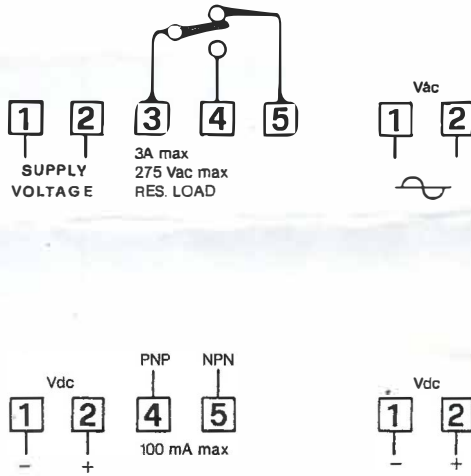 1 2 3 4 5
SUPPLY
VOLTAGE
3A max
275 Vac max
RES. LOAD
Vac
1 2
PNP NPN
Vdc
1 2 4 5
- +
100 mA max
Vdc
1 2
- +